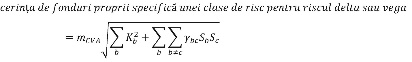 cerința de fonduri proprii specifică unei clase de risc pentru riscul delta sau vega
= m_CVA √(∑_b K_b^2 + ∑_b ∑_{b≠c} γ_bc S_b S_c)